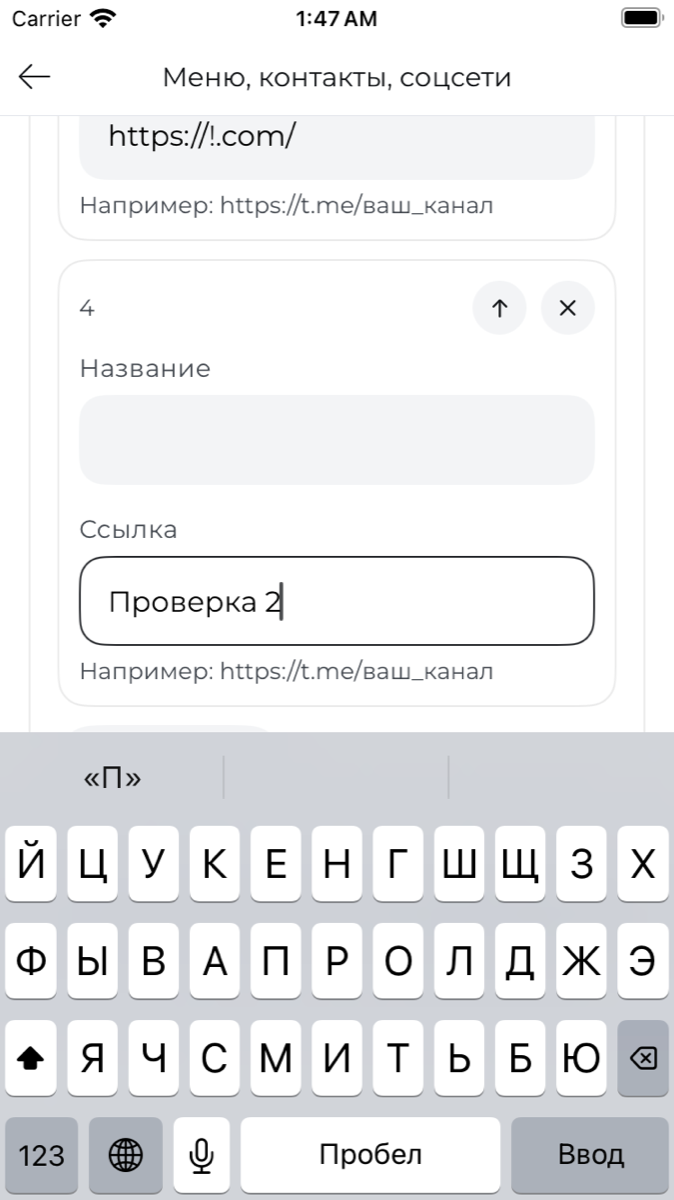 Carrier 1:47 AM
Меню, контакты, соцсети
https://!.com/
Например: https://t.me/ваш_канал
4
Название
Ссылка
Проверка 2
Например: https://t.me/ваш_канал
«П»
Й Ц У К Е Н Г Ш Щ З Х
Ф Ы В А П Р О Л Д Ж Э
Я Ч С М И Т Ь Б Ю
123 Пробел Ввод